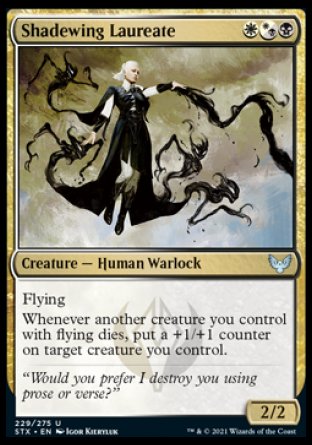 Shadewing Laureate
Creature — Human Warlock
Flying
Whenever another creature you control
with flying dies, put a +1/+1 counter
on target creature you control.
"Would you prefer I destroy you using
prose or verse?"
2/2
229/275 U
STX • EN Igor Kieryluk
™ & © 2021 Wizards of the Coast